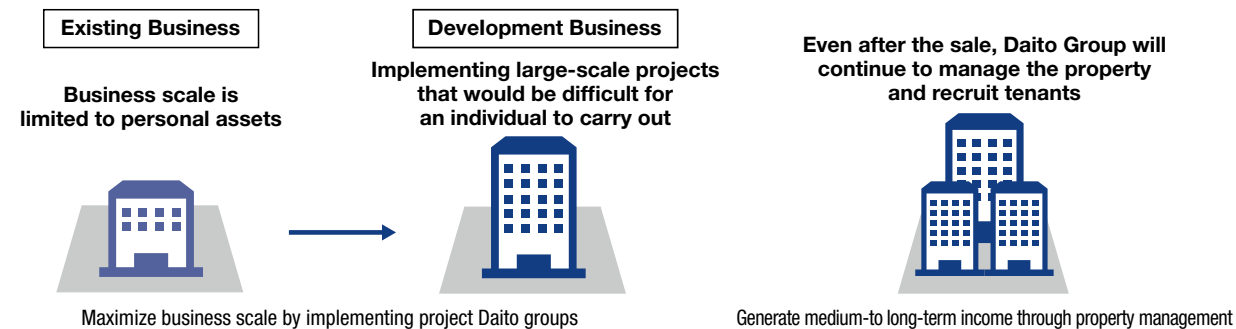 Existing Business
Business scale is
limited to personal assets
Development Business
Implementing large-scale projects
that would be difficult for
an individual to carry out
Maximize business scale by implementing project Daito groups
Even after the sale, Daito Group will
continue to manage the property
and recruit tenants
Generate medium-to long-term income through property management